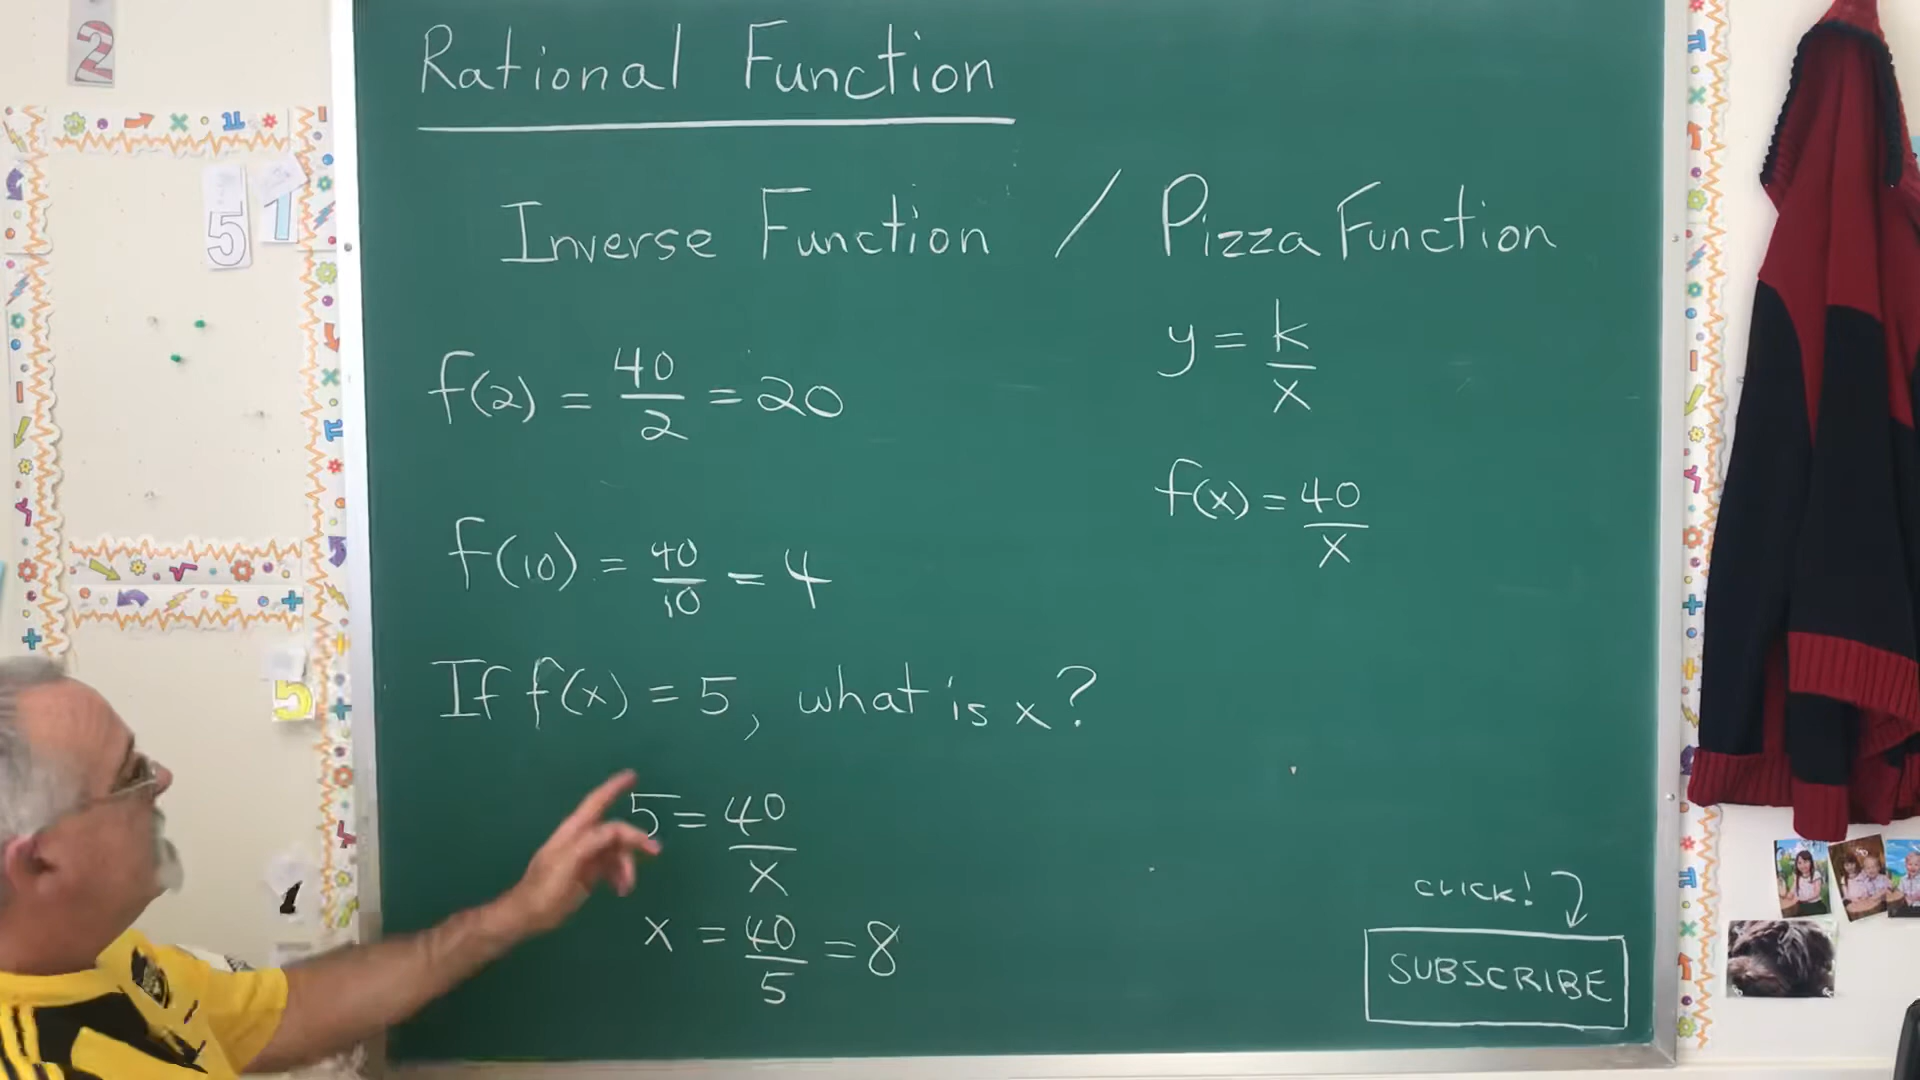 Rational Function
Inverse Function / Pizza Function
y = k/x
f(2) = 40/2 = 20
f(x) = 40/x
f(10) = 40/10 = 4
If f(x) = 5, what is x?
5 = 40/x
x = 40/5 = 8
CLICK!
SUBSCRIBE
2
5
1
5
1